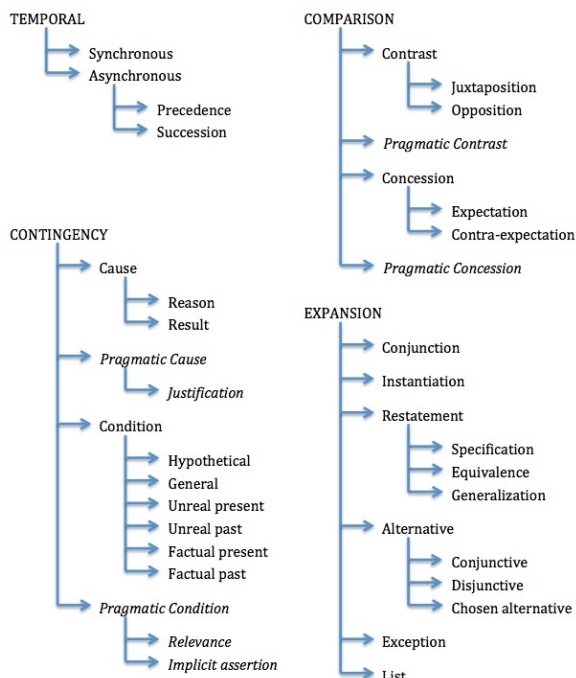 TEMPORAL
Synchronous
Asynchronous
Precedence
Succession
CONTINGENCY
Cause
Reason
Result
Pragmatic Cause
Justification
Condition
Hypothetical
General
Unreal present
Unreal past
Factual present
Factual past
Pragmatic Condition
Relevance
Implicit assertion
COMPARISON
Contrast
Juxtaposition
Opposition
Pragmatic Contrast
Concession
Expectation
Contra-expectation
Pragmatic Concession
EXPANSION
Conjunction
Instantiation
Restatement
Specification
Equivalence
Generalization
Alternative
Conjunctive
Disjunctive
Chosen alternative
Exception
List